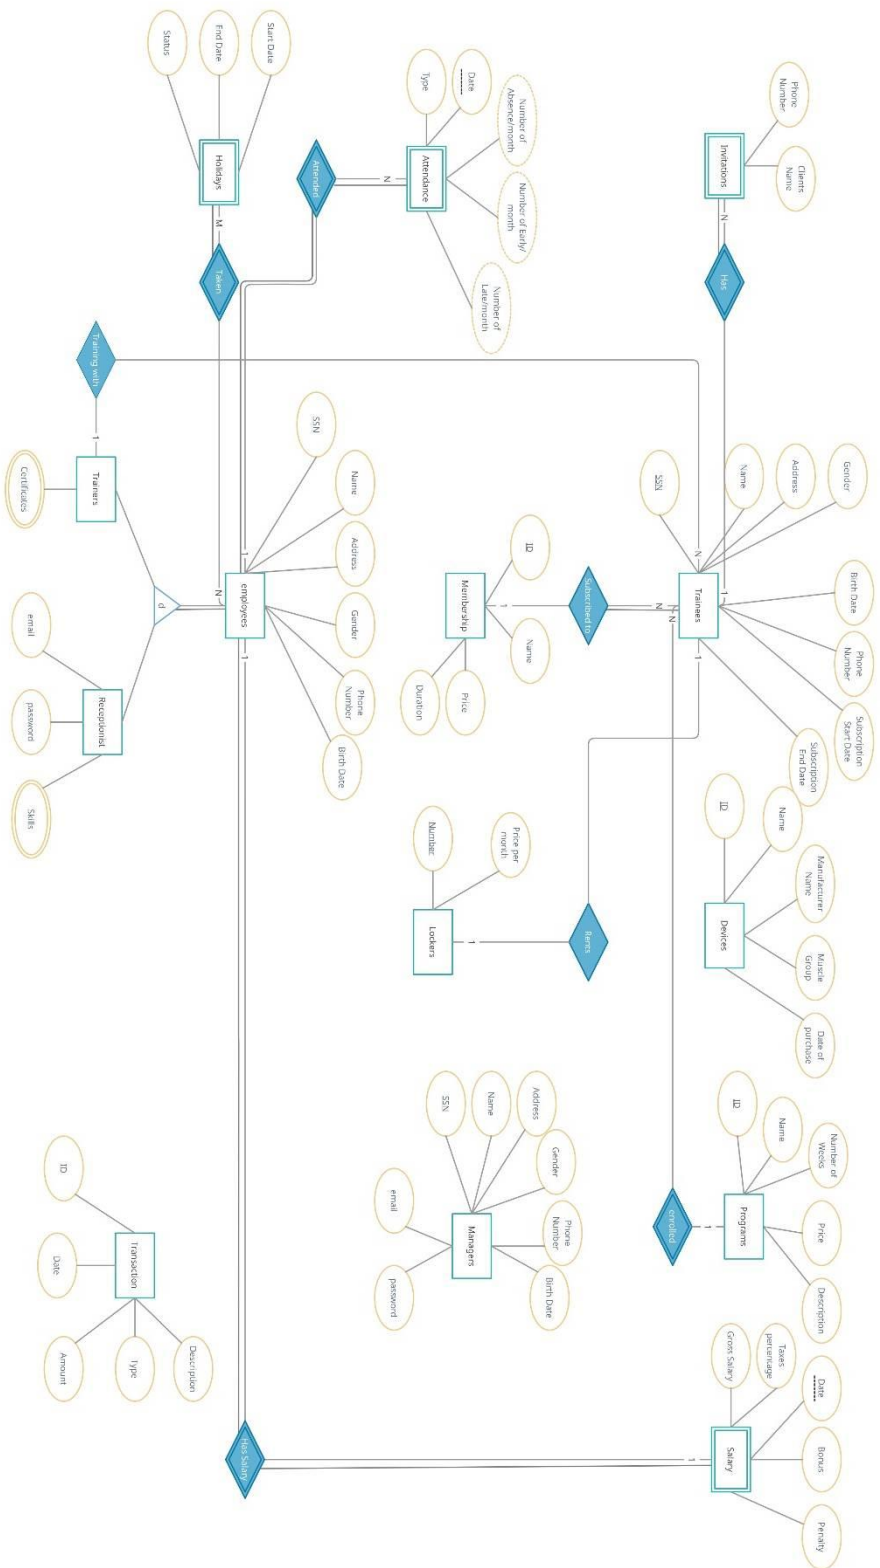 Phone
Number
Clients
Name
Invitations
N
Has
1
Gender
Address
Name
SSN
Birth Date
Phone
Number
Subscription
Start Date
Subscription
End Date
Trainees
N
1
N
N
1
Name
ID
Manufacturer
Name
Muscle
Group
Date of
purchase
Devices
Number of
Weeks
Name
ID
Price
Description
Programs
1
enrolled
Date
Taxes
percentage
Gross Salary
Bonus
Penalty
Salary
1
Subscribed to
1
ID
Name
Membership
Price
Duration
Rents
1
Price per
month
Number
Lockers
Address
Name
SSN
Gender
Phone
Number
Birth Date
Managers
email
password
Number of
Absence/month
Number of Early/
month
Number of
Late/month
Date
Type
Attendance
N
Attended
Start Date
End Date
Status
Holidays
M
Taken
SSN
Name
Address
Gender
Phone
Number
Birth Date
1
N
employees
1
Has Salary
d
Training with
1
Trainers
Certificates
Receptionist
email
password
Skills
ID
Date
Transaction
Description
Type
Amount